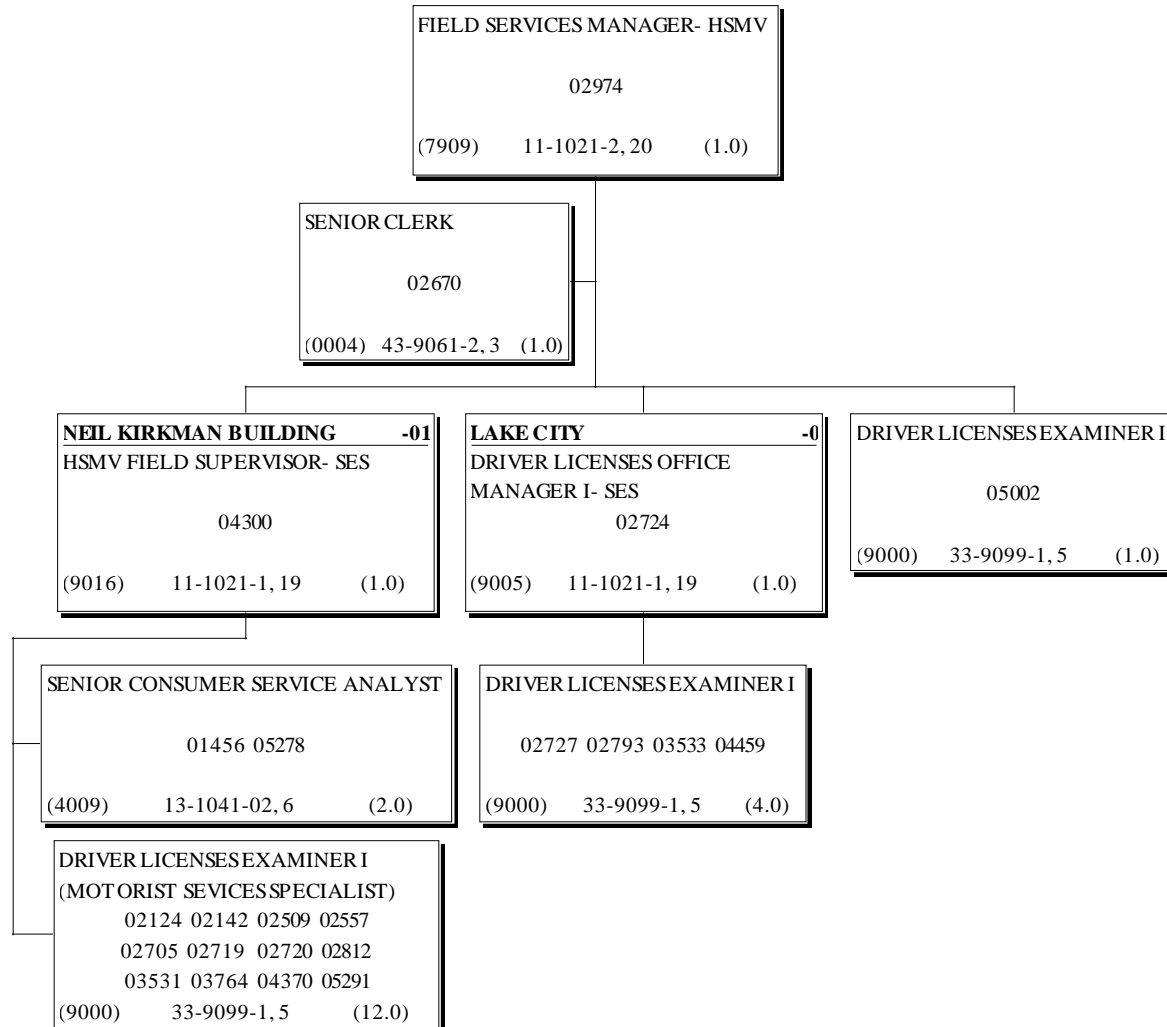 FIELD SERVICES MANAGER- HSMV
02974
(7909) 11-1021-2, 20 (1.0)
SENIOR CLERK
02670
(0004) 43-9061-2, 3 (1.0)
NEIL KIRKMAN BUILDING -01
HSMV FIELD SUPERVISOR- SES
04300
(9016) 11-1021-1, 19 (1.0)
LAKE CITY -0
DRIVER LICENSES OFFICE
MANAGER I- SES
02724
(9005) 11-1021-1, 19 (1.0)
DRIVER LICENSES EXAMINER I
05002
(9000) 33-9099-1, 5 (1.0)
SENIOR CONSUMER SERVICE ANALYST
01456 05278
(4009) 13-1041-02, 6 (2.0)
DRIVER LICENSES EXAMINER I
02727 02793 03533 04459
(9000) 33-9099-1, 5 (4.0)
DRIVER LICENSES EXAMINER I
(MOTORIST SEVICES SPECIALIST)
02124 02142 02509 02557
02705 02719 02720 02812
03531 03764 04370 05291
(9000) 33-9099-1, 5 (12.0)